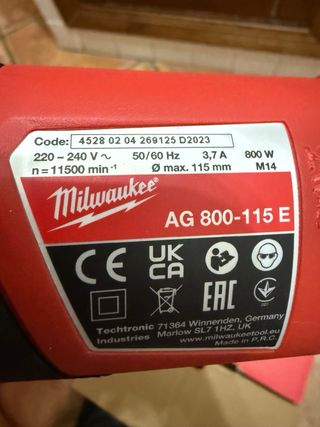 Code: 4528 02 04 269125 D2023
220 – 240 V ~ 50/60 Hz 3,7 A 800 W
n = 11500 min⁻¹ Ø max. 115 mm M14
Milwaukee
AG 800-115 E
CE UK CA EAC
Techtronic Industries
71364 Winnenden, Germany
Marlow SL7 1HZ, UK
www.milwaukeetool.eu
Made in P.R.C.